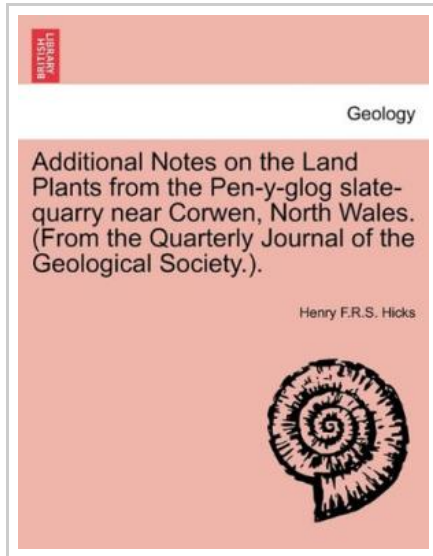 BRITISH
LIBRARY
Geology
Additional Notes on the Land
Plants from the Pen-y-glog slate-
quarry near Corwen, North Wales.
(From the Quarterly Journal of the
Geological Society.).
Henry F.R.S. Hicks